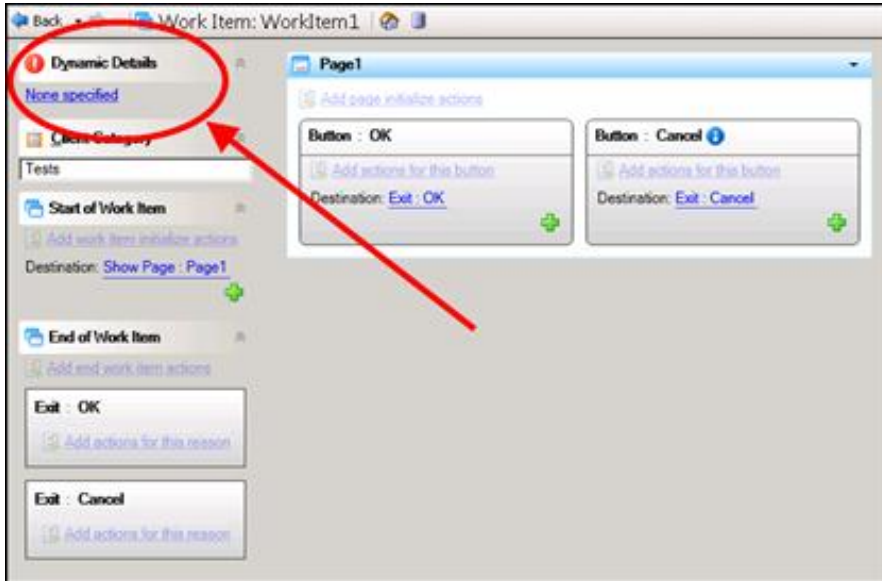 Back Work Item: WorkItem1
Dynamic Details
None specified
Client Category
Tests
Start of Work Item
Add work item initialize actions
Destination: Show Page : Page1
End of Work Item
Add end work item actions
Exit : OK
Add actions for this reason
Exit : Cancel
Add actions for this reason
Page1
Add page initialize actions
Button : OK
Add actions for this button
Destination: Exit : OK
Button : Cancel
Add actions for this button
Destination: Exit : Cancel